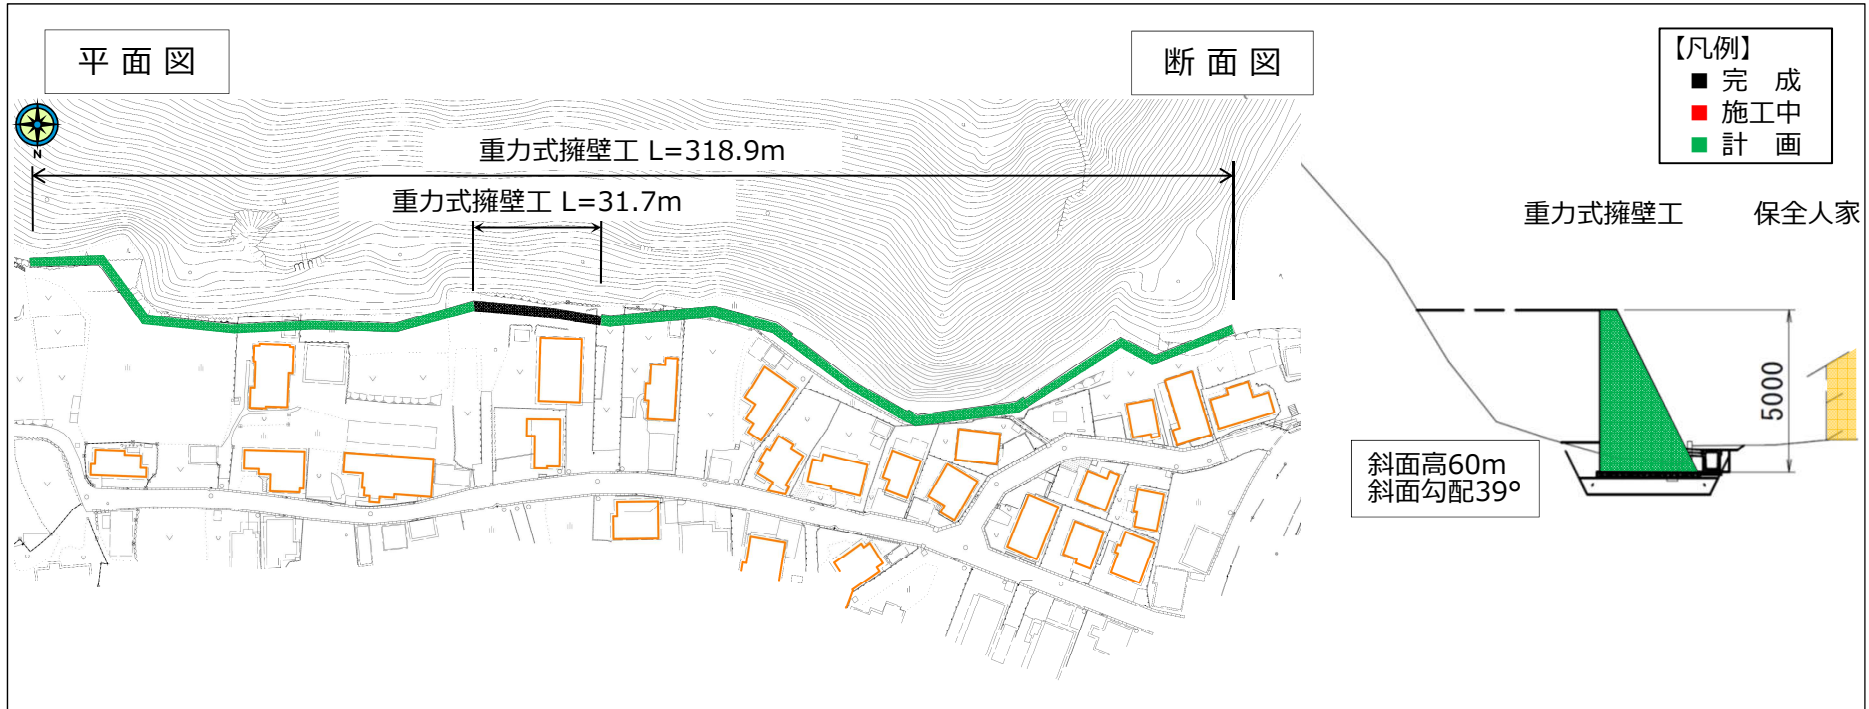 平面図
断面図
【凡例】
■ 完　成
■ 施工中
■ 計　画
N
重力式擁壁工 L=318.9m
重力式擁壁工 L=31.7m
重力式擁壁工
保全人家
5000
斜面高60m
斜面勾配39°